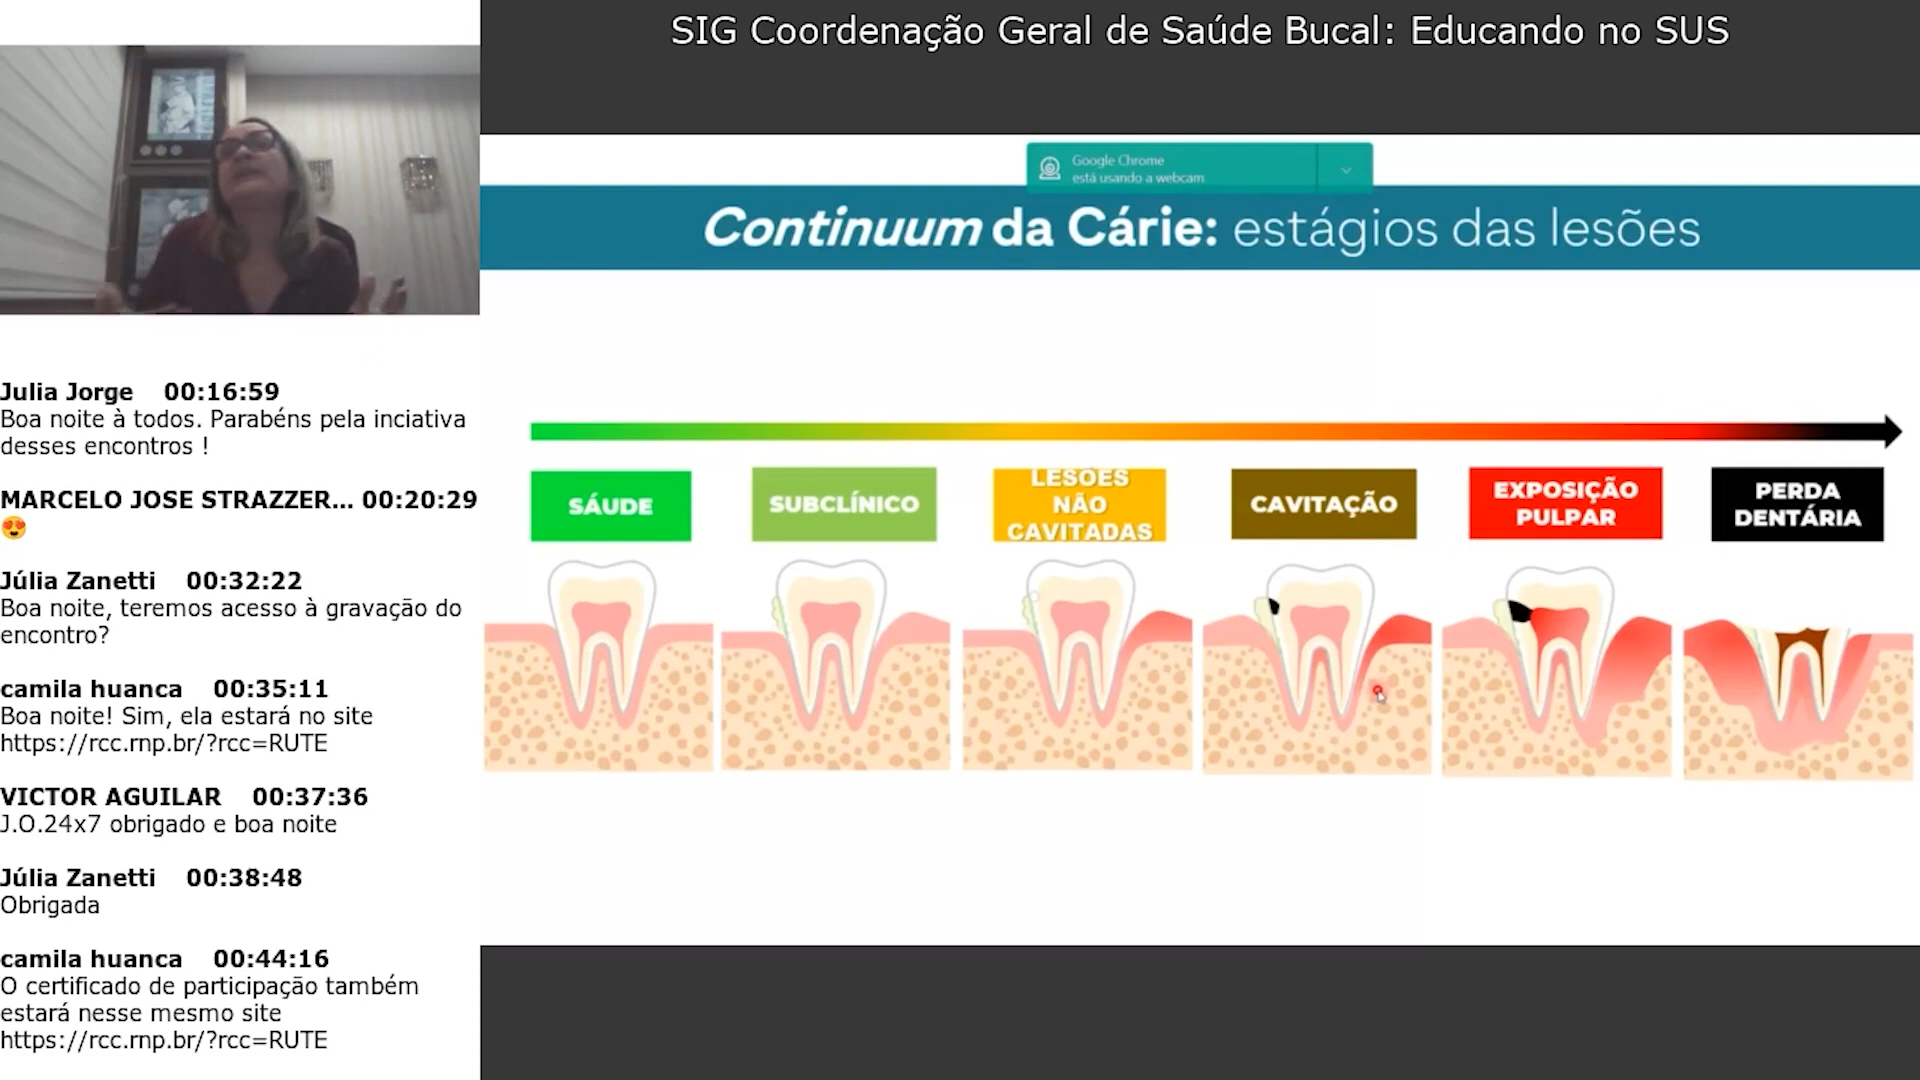 SIG Coordenação Geral de Saúde Bucal: Educando no SUS
Google Chrome
está usando a webcam
Continuum da Cárie: estágios das lesões
SÁUDE
SUBCLÍNICO
LESÕES
NÃO
CAVITADAS
CAVITAÇÃO
EXPOSIÇÃO
PULPAR
PERDA
DENTÁRIA
Julia Jorge 00:16:59
Boa noite à todos. Parabéns pela inciativa
desses encontros !
MARCELO JOSE STRAZZER... 00:20:29
😍
Júlia Zanetti 00:32:22
Boa noite, teremos acesso à gravação do
encontro?
camila huanca 00:35:11
Boa noite! Sim, ela estará no site
https://rcc.rnp.br/?rcc=RUTE
VICTOR AGUILAR 00:37:36
J.O.24x7 obrigado e boa noite
Júlia Zanetti 00:38:48
Obrigada
camila huanca 00:44:16
O certificado de participação também
estará nesse mesmo site
https://rcc.rnp.br/?rcc=RUTE